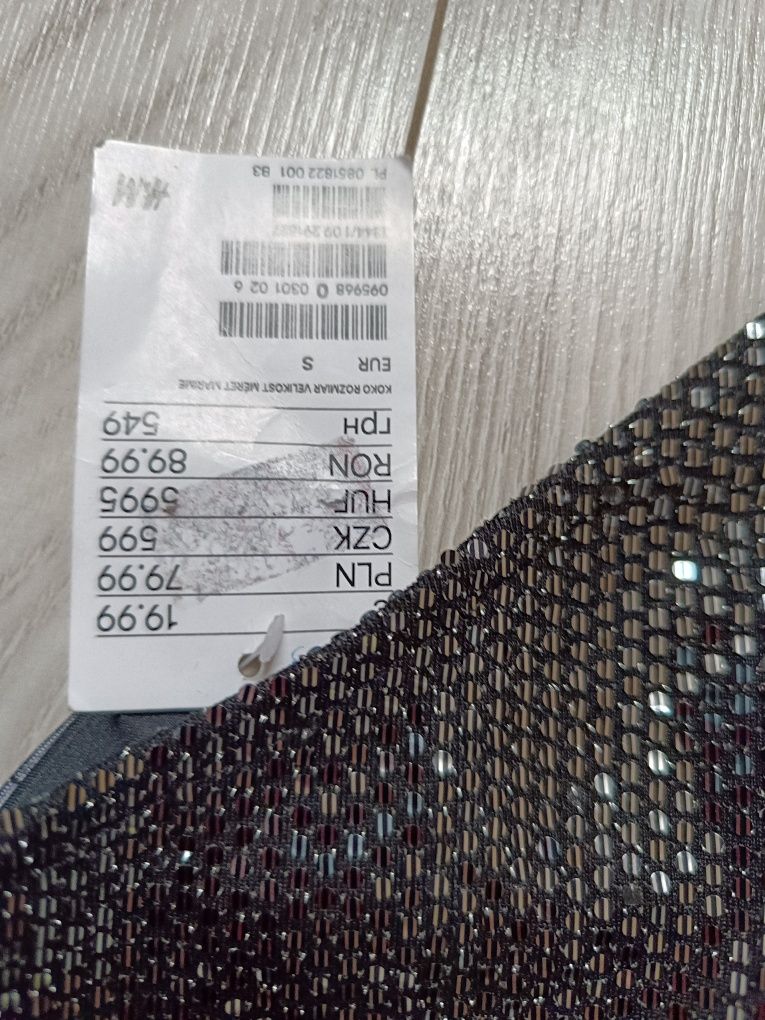 19.99
PLN 79.99
CZK 599
HUF 5995
RON 89.99
грн 549
KOKO ROZMIAR VELIKOST MÉRET MARIME
EUR S
095968 0 0301 02 6
PL 0851822 001 B3
H&M